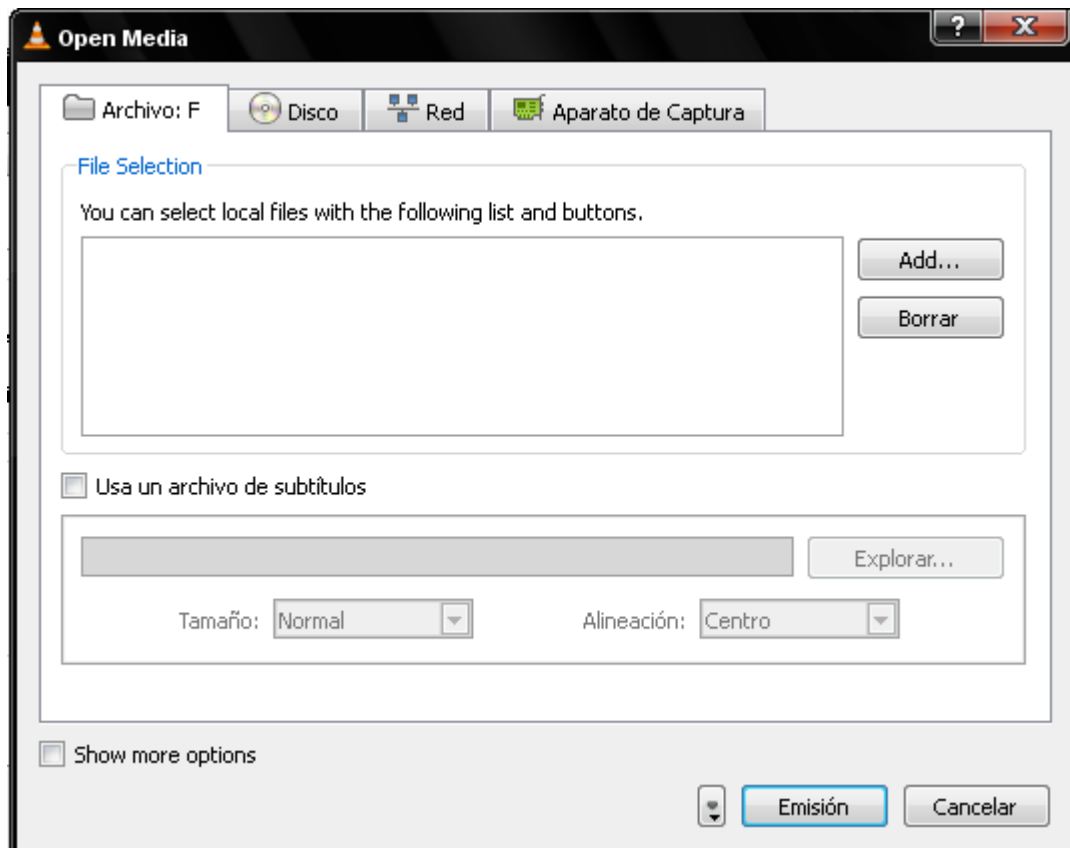 Open Media
Archivo: F
Disco
Red
Aparato de Captura
File Selection
You can select local files with the following list and buttons.
Add...
Borrar
Usa un archivo de subtítulos
Explorar...
Tamaño: Normal
Alineación: Centro
Show more options
Emisión
Cancelar